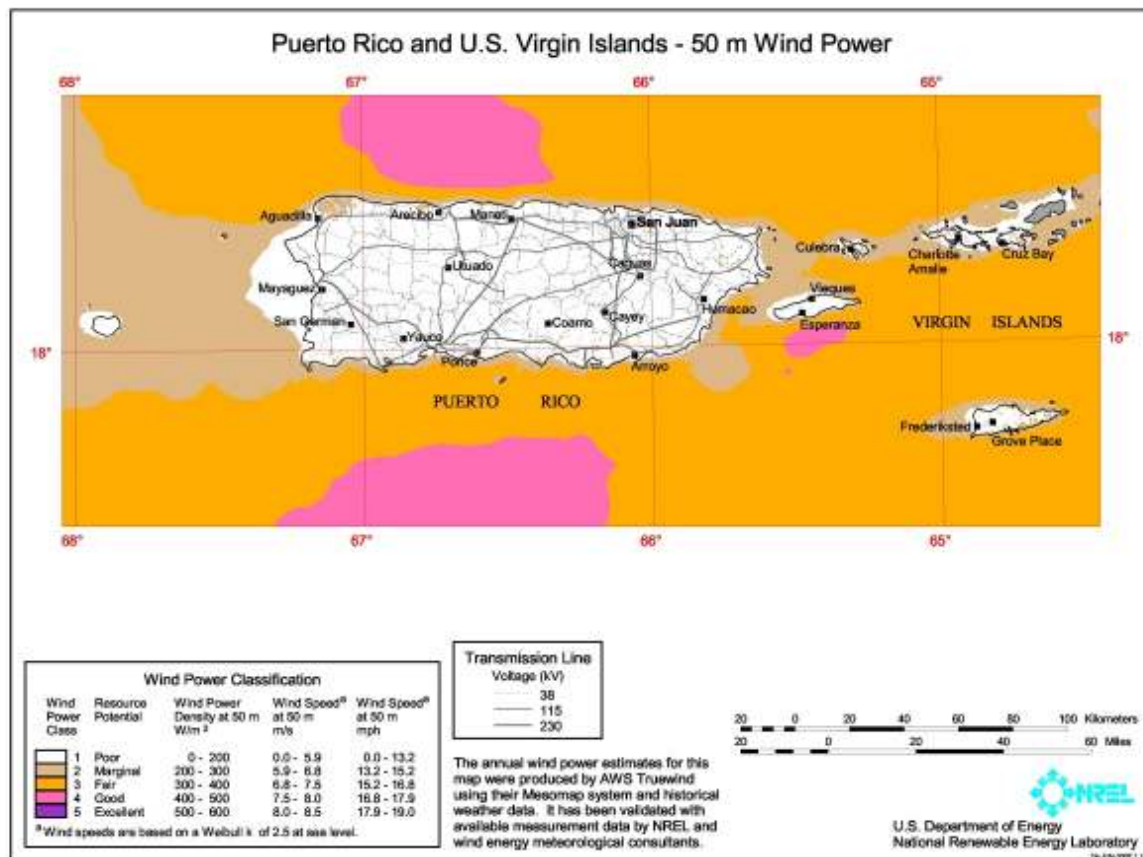 Puerto Rico and U.S. Virgin Islands - 50 m Wind Power
68° 67° 66° 65°
Aguadilla Arecibo Manati San Juan
Culebra Charlotte Amalie Cruz Bay
Utuado Caguas
Mayaguez Vieques
San German Coamo Cayey Humacao Esperanza
VIRGIN ISLANDS
18° Yauco 18°
Ponce Arroyo
PUERTO RICO
Frederiksted
Grove Place
68° 67° 66° 65°
Wind Power Classification
Wind Power Class Resource Potential Wind Power Density at 50 m W/m² Wind Speedª at 50 m m/s Wind Speedª at 50 m mph
1 Poor 0 - 200 0.0 - 5.9 0.0 - 13.2
2 Marginal 200 - 300 5.9 - 6.8 13.2 - 15.2
3 Fair 300 - 400 6.8 - 7.5 15.2 - 16.8
4 Good 400 - 500 7.5 - 8.0 16.8 - 17.9
5 Excellent 500 - 600 8.0 - 8.5 17.9 - 19.0
ª Wind speeds are based on a Weibull k of 2.5 at sea level.
Transmission Line
Voltage (kV)
38
115
230
The annual wind power estimates for this
map were produced by AWS Truewind
using their Mesomap system and historical
weather data. It has been validated with
available measurement data by NREL and
wind energy meteorological consultants.
20 0 20 40 60 80 100 Kilometers
20 0 20 40 60 Miles
NREL
U.S. Department of Energy
National Renewable Energy Laboratory